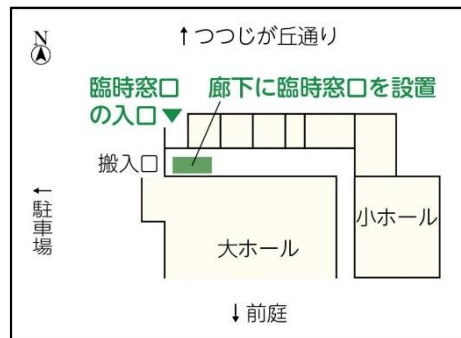 N
↑つつじが丘通り
臨時窓口
の入口▼
廊下に臨時窓口を設置
搬入口
←
駐車場
大ホール
小ホール
↓前庭